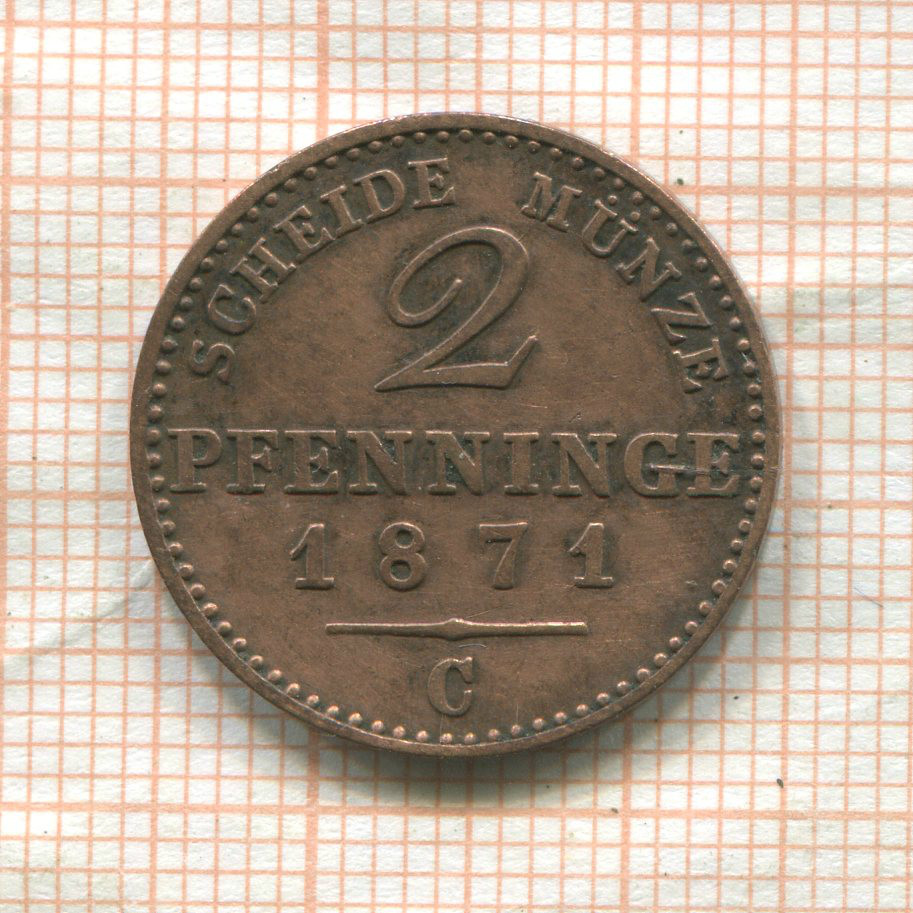 SCHEIDE MÜNZE
2
PFENNINGE
1871
C